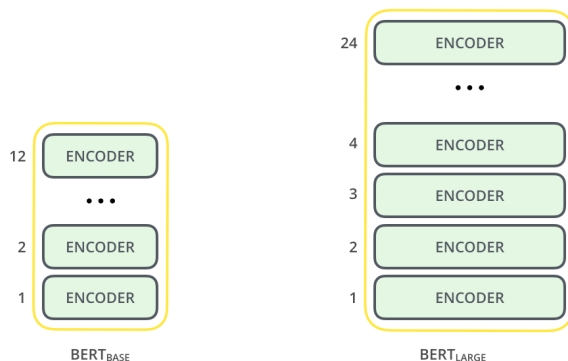 12 ENCODER
...
2 ENCODER
1 ENCODER
BERTBASE
24 ENCODER
...
4 ENCODER
3 ENCODER
2 ENCODER
1 ENCODER
BERTLARGE